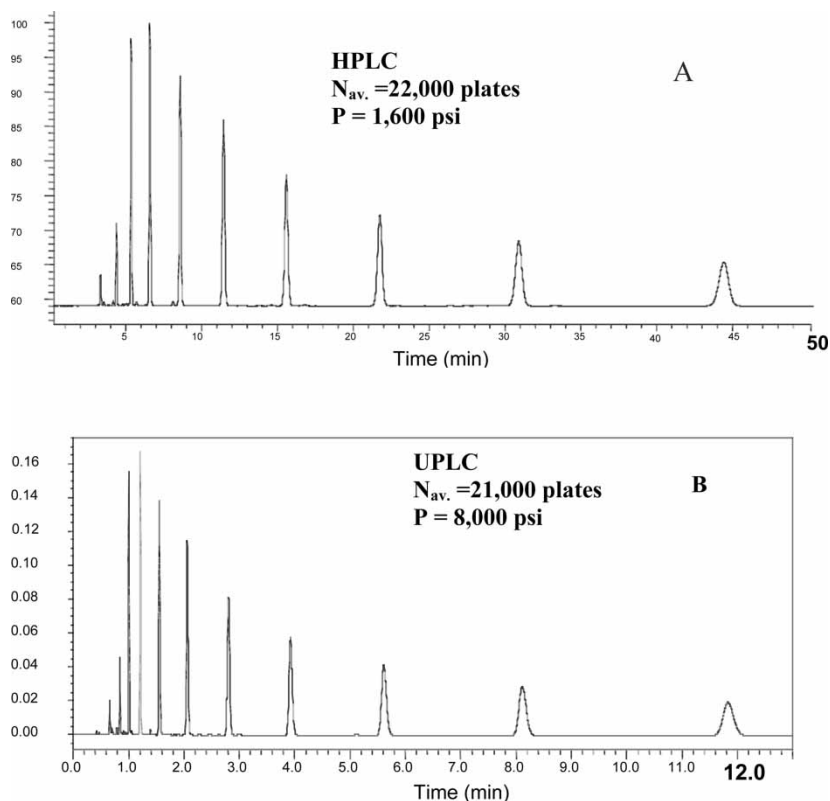 HPLC
N_av. =22,000 plates
P = 1,600 psi
A
100
95
90
85
80
75
70
65
60
5 10 15 20 25 30 35 40 45 50
Time (min)
UPLC
N_av. =21,000 plates
P = 8,000 psi
B
0.16
0.14
0.12
0.10
0.08
0.06
0.04
0.02
0.00
0.0 1.0 2.0 3.0 4.0 5.0 6.0 7.0 8.0 9.0 10.0 11.0 12.0
Time (min)